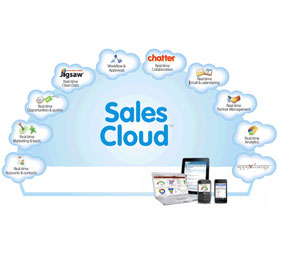 Sales
Cloud™
Real-time
Accounts & contacts
Real-time
Marketing & leads
Real-time
Opportunities & quotes
Jigsaw
Real-time
Clean Data
Workflow &
Approvals
chatter
Real-time
Collaboration
Real-time
Email & calendaring
Real-time
Partner Management
Real-time
Analytics
appexchange